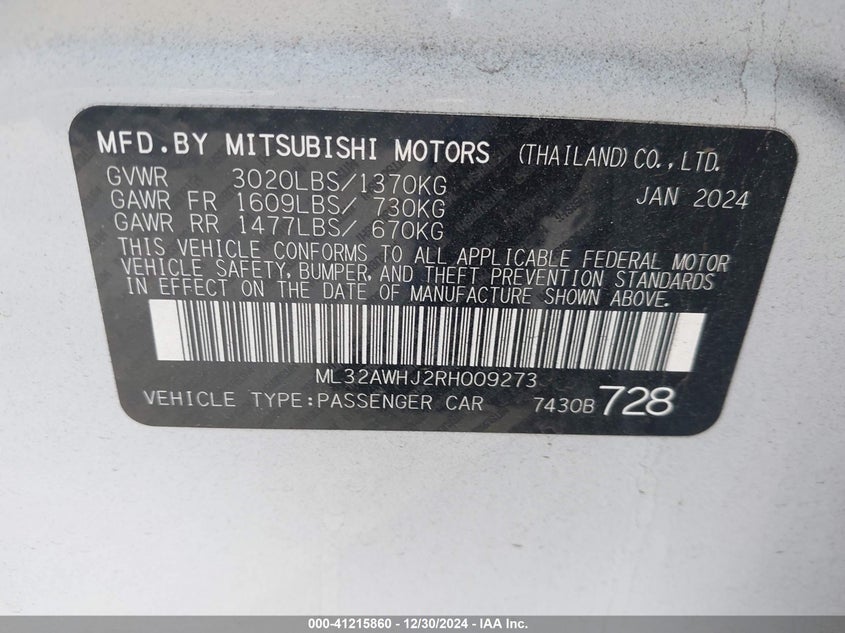 MFD.BY MITSUBISHI MOTORS (THAILAND)CO.,LTD.
GVWR 3020LBS/1370KG JAN 2024
GAWR FR 1609LBS/ 730KG
GAWR RR 1477LBS/ 670KG
THIS VEHICLE CONFORMS TO ALL APPLICABLE FEDERAL MOTOR
VEHICLE SAFETY, BUMPER, AND THEFT PREVENTION STANDARDS
IN EFFECT ON THE DATE OF MANUFACTURE SHOWN ABOVE.
ML32AWHJ2RH009273
VEHICLE TYPE:PASSENGER CAR 7430B 728
000-41215860 - 12/30/2024 - IAA Inc.